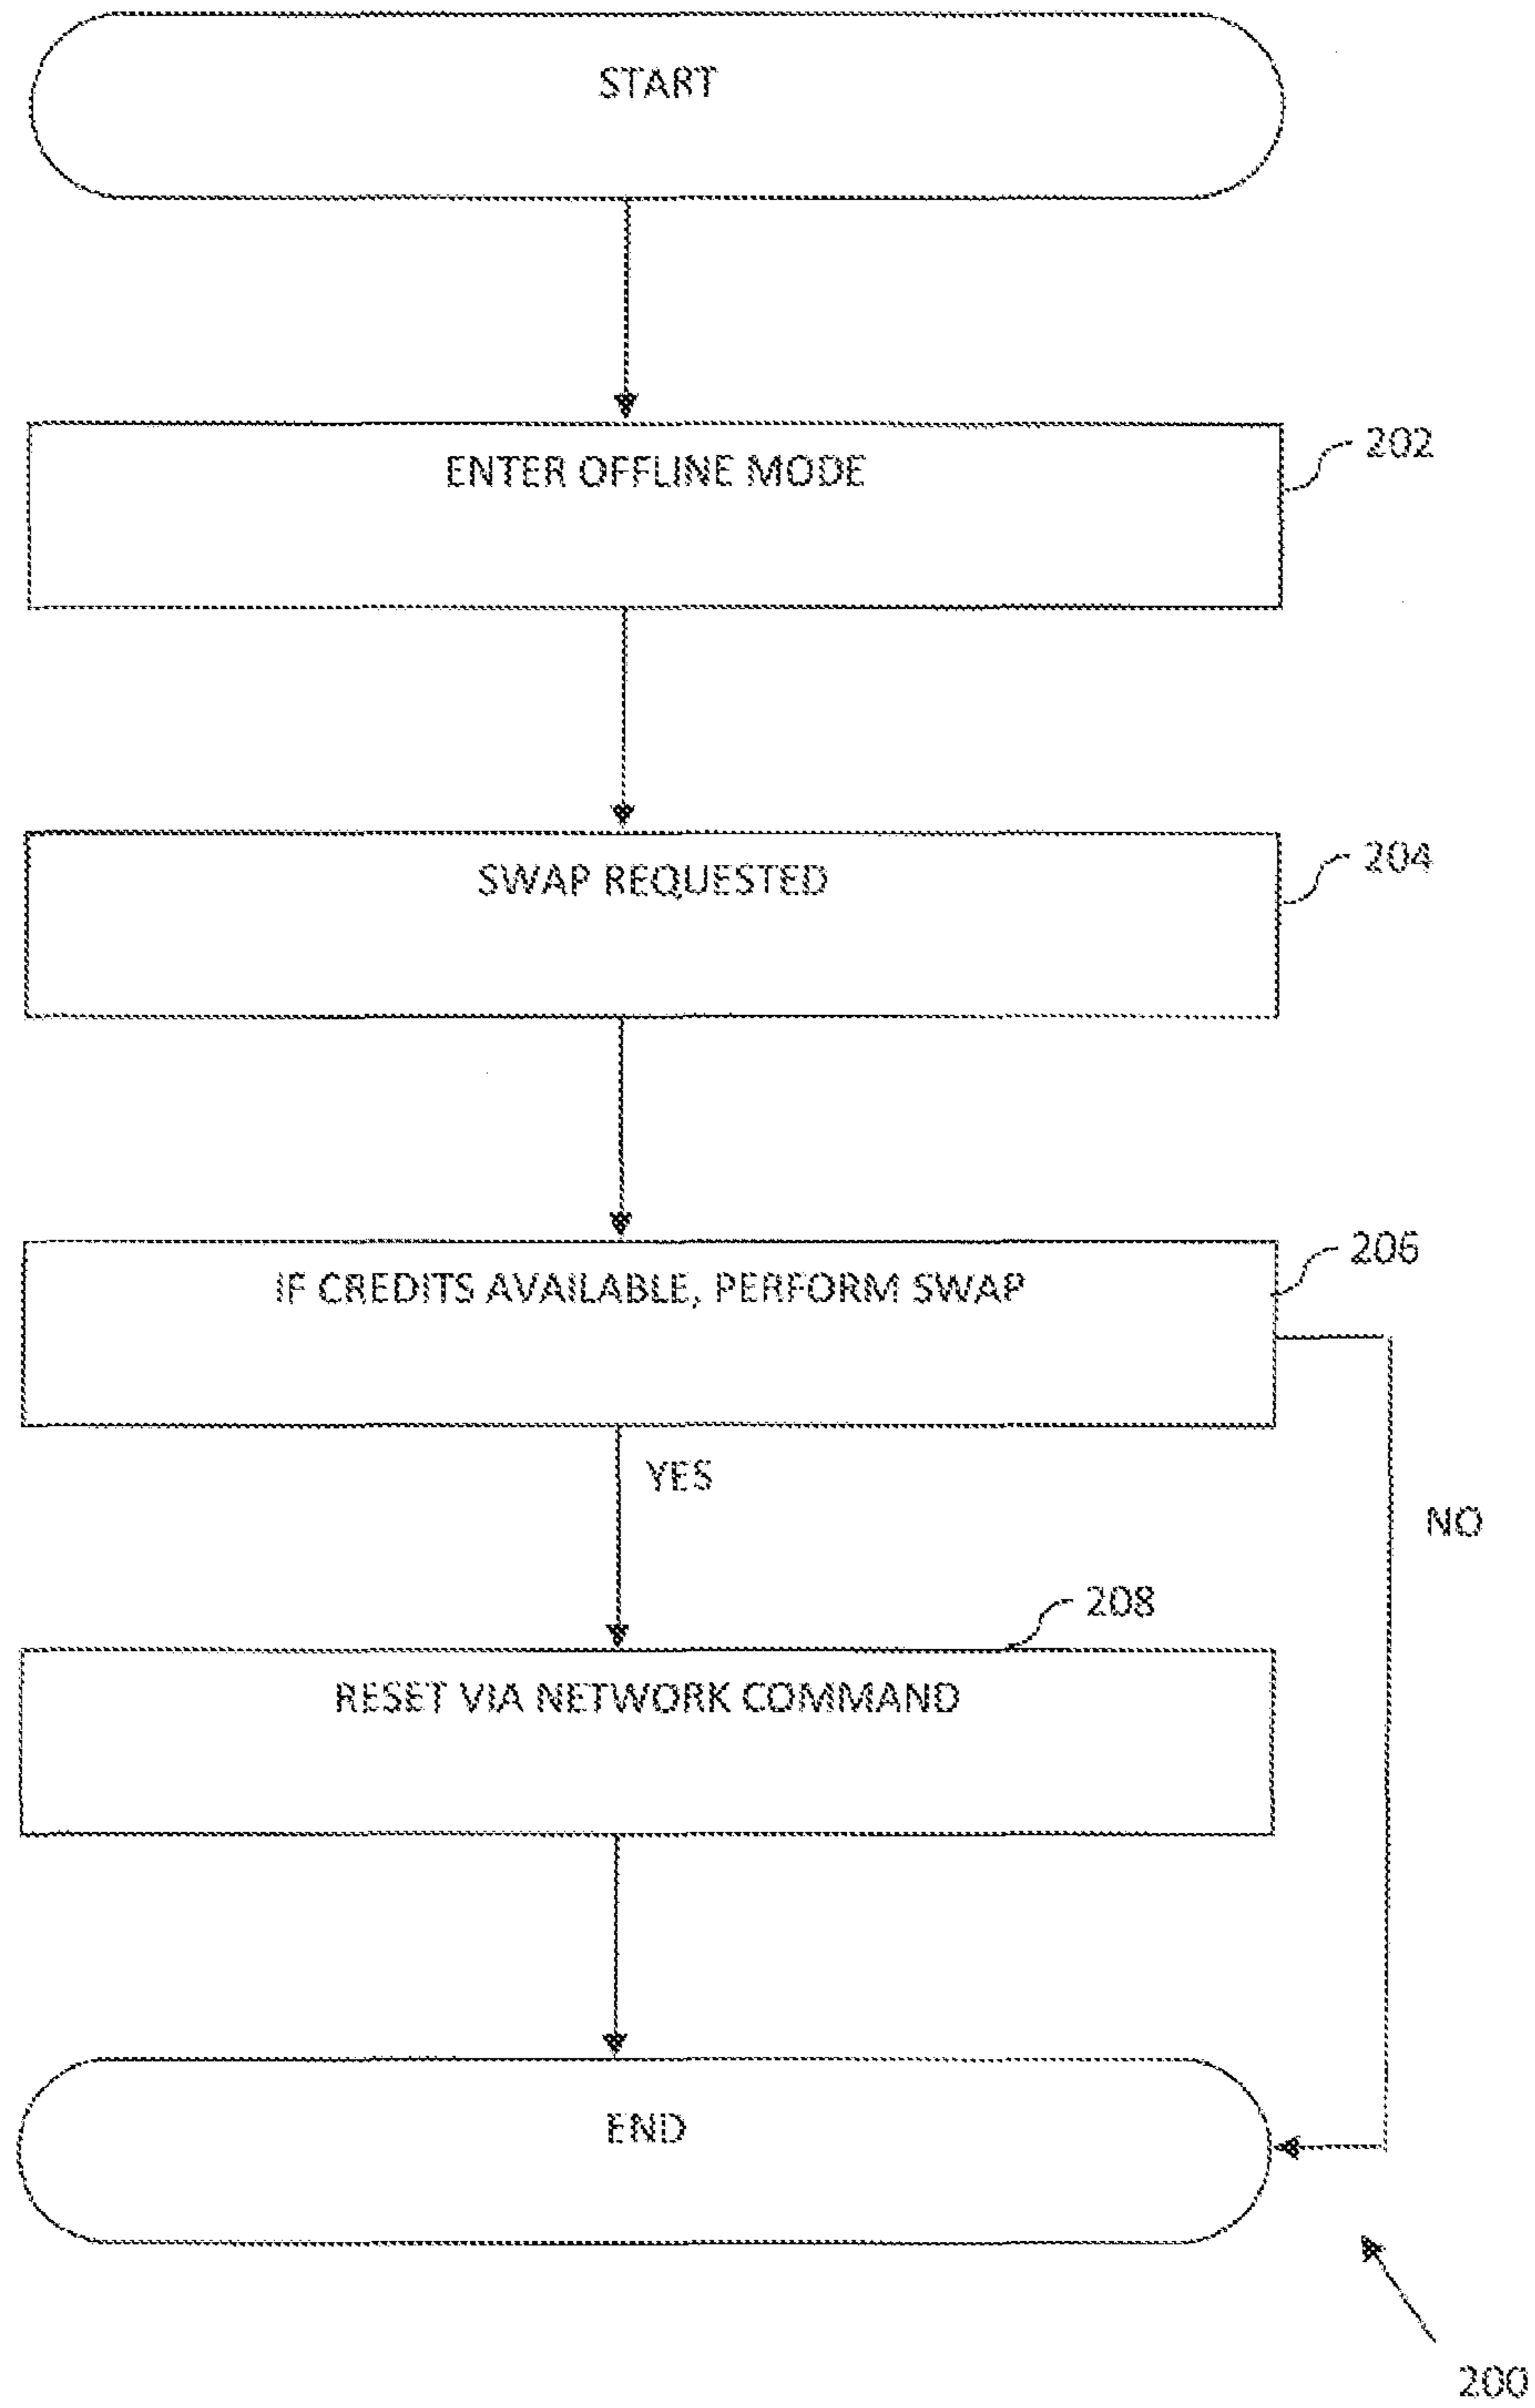 START
ENTER OFFLINE MODE
202
SWAP REQUESTED
204
IF CREDITS AVAILABLE, PERFORM SWAP
206
YES
NO
208
RESET VIA NETWORK COMMAND
END
200